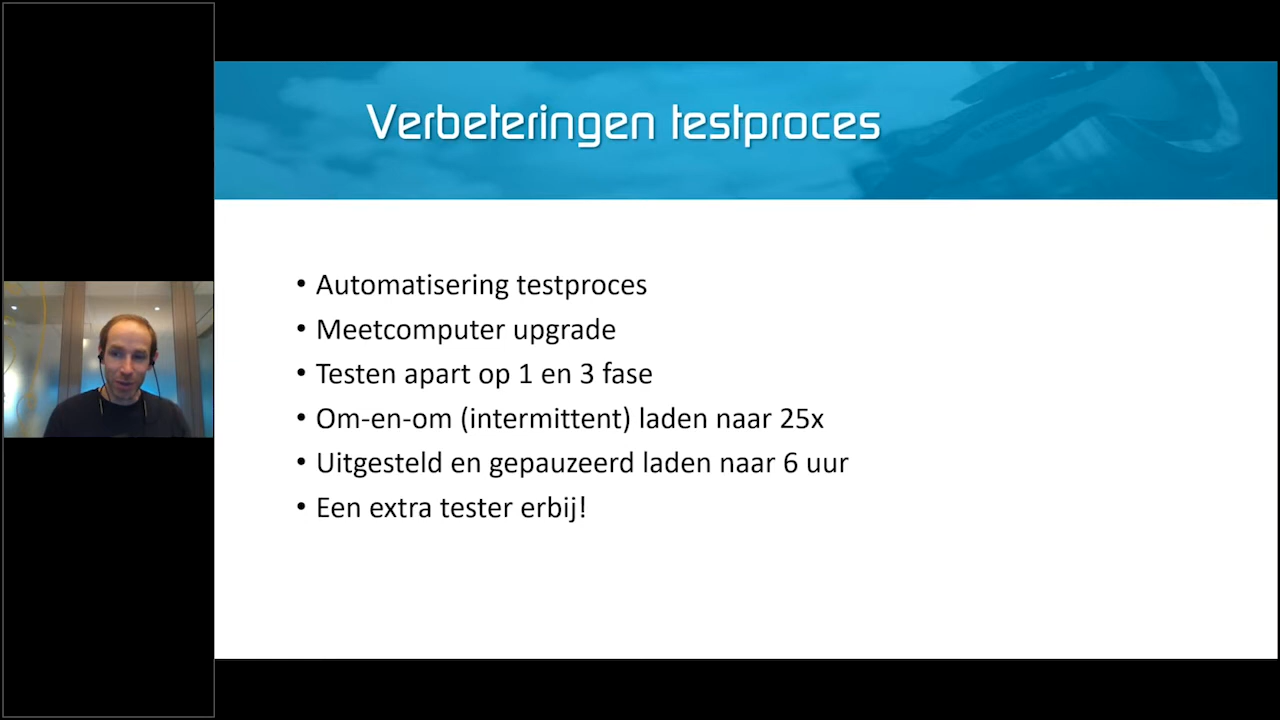 Verbeteringen testproces
• Automatisering testproces
• Meetcomputer upgrade
• Testen apart op 1 en 3 fase
• Om-en-om (intermittent) laden naar 25x
• Uitgesteld en gepauzeerd laden naar 6 uur
• Een extra tester erbij!